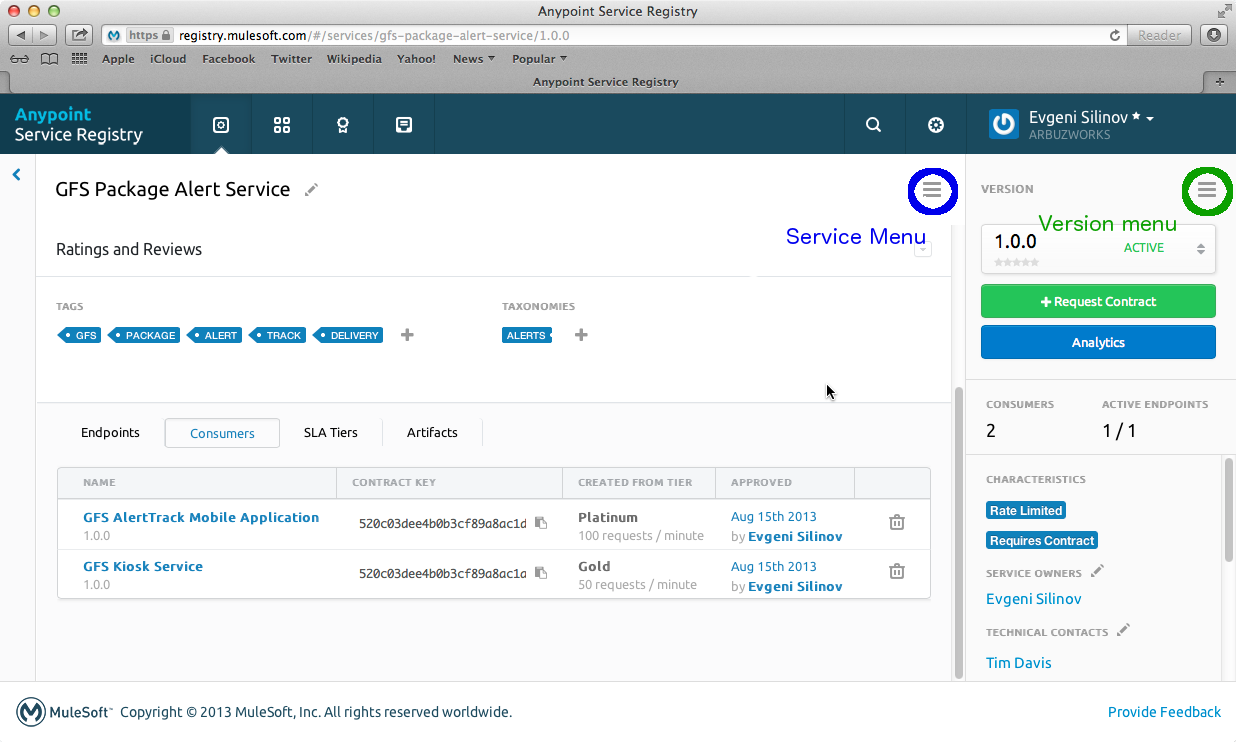 Anypoint Service Registry
https registry.mulesoft.com/#/services/gfs-package-alert-service/1.0.0 Reader
Apple iCloud Facebook Twitter Wikipedia Yahoo! News Popular
Anypoint Service Registry
Anypoint
Service Registry
Evgeni Silinov
ARBUZWORKS
GFS Package Alert Service
VERSION
Service Menu
Version menu
Ratings and Reviews
1.0.0
ACTIVE
TAGS
TAXONOMIES
GFS PACKAGE ALERT TRACK DELIVERY
ALERTS
Request Contract
Analytics
CONSUMERS ACTIVE ENDPOINTS
2 1 / 1
Endpoints Consumers SLA Tiers Artifacts
NAME CONTRACT KEY CREATED FROM TIER APPROVED
GFS AlertTrack Mobile Application 520c03dee4b0b3cf89a8ac1d Platinum Aug 15th 2013
1.0.0 100 requests / minute by Evgeni Silinov
GFS Kiosk Service 520c03dee4b0b3cf89a8ac1a Gold Aug 15th 2013
1.0.0 50 requests / minute by Evgeni Silinov
CHARACTERISTICS
Rate Limited
Requires Contract
SERVICE OWNERS
Evgeni Silinov
TECHNICAL CONTACTS
Tim Davis
MuleSoft™ Copyright © 2013 MuleSoft, Inc. All rights reserved worldwide.
Provide Feedback